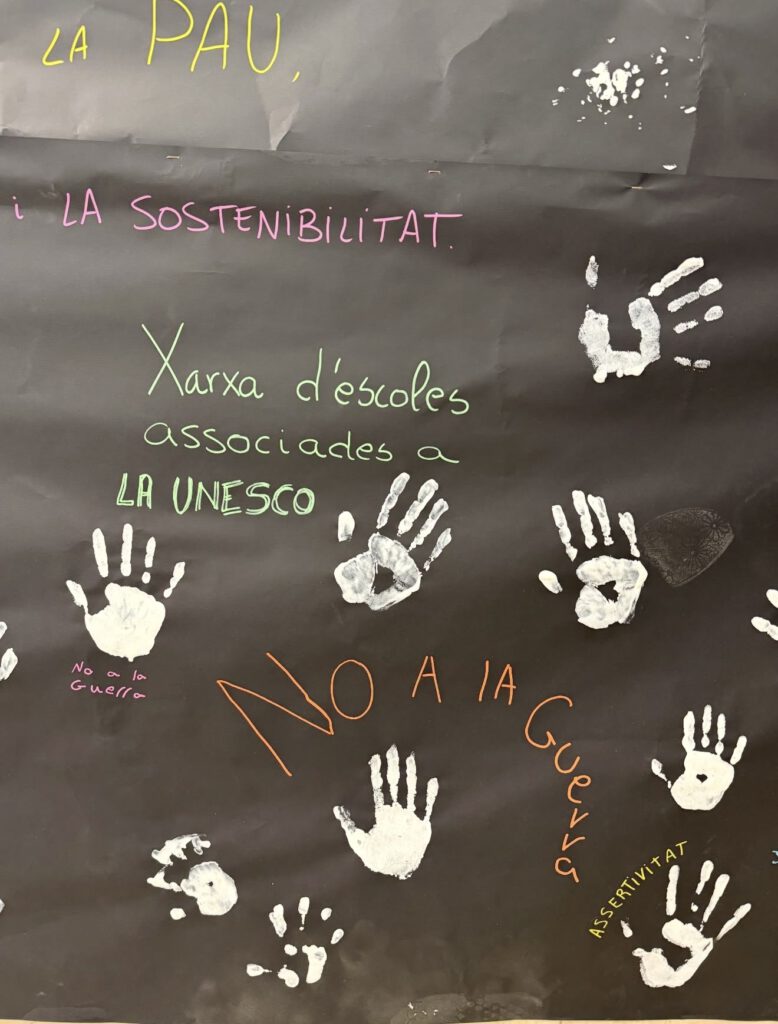 LA PAU,
i LA SOSTENIBILITAT.
Xarxa d'escoles
associades a
LA UNESCO
No a la
Guerra
NO A lA Guerra
ASSERTIVITAT